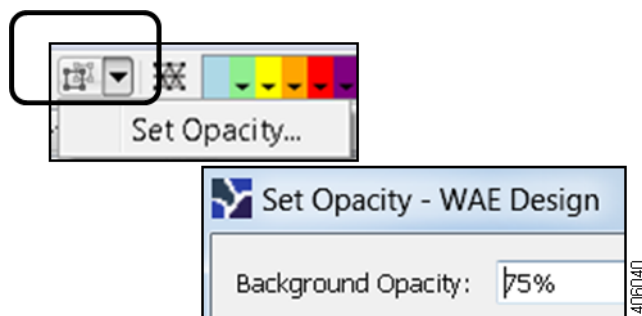 Set Opacity...
Set Opacity - WAE Design
Background Opacity: 75%
406040